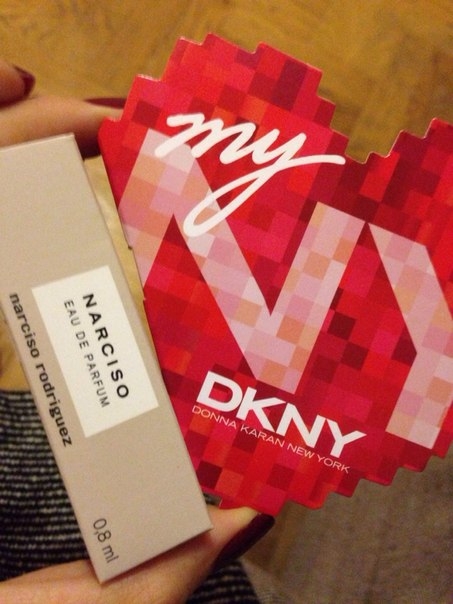 NARCISO
EAU DE PARFUM
narciso rodriguez
0,8 ml
my
NY
DKNY
DONNA KARAN NEW YORK